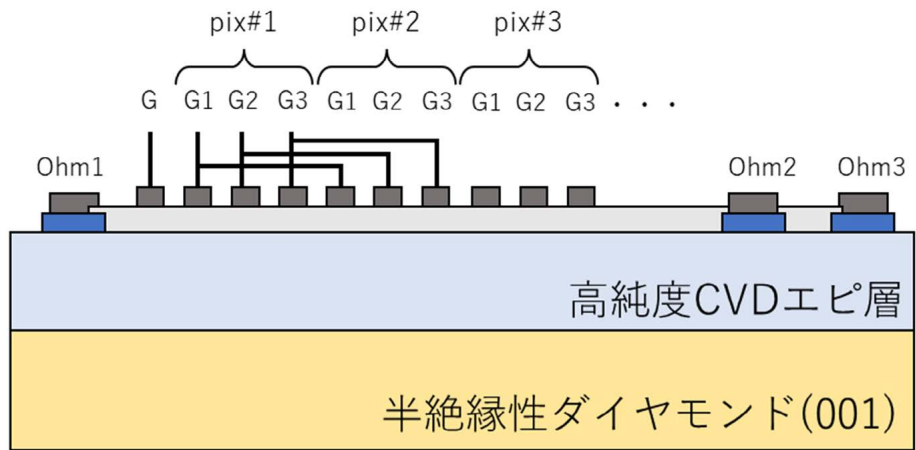 pix#1 pix#2 pix#3
G G1 G2 G3 G1 G2 G3 G1 G2 G3 ・・・
Ohm1 Ohm2 Ohm3
高純度CVDエピ層
半絶縁性ダイヤモンド(001)